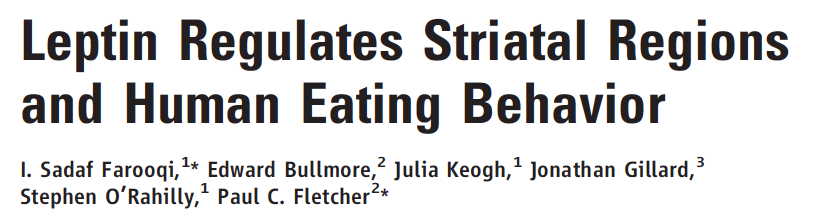 Leptin Regulates Striatal Regions
and Human Eating Behavior
I. Sadaf Farooqi,¹* Edward Bullmore,² Julia Keogh,¹ Jonathan Gillard,³
Stephen O’Rahilly,¹ Paul C. Fletcher²*